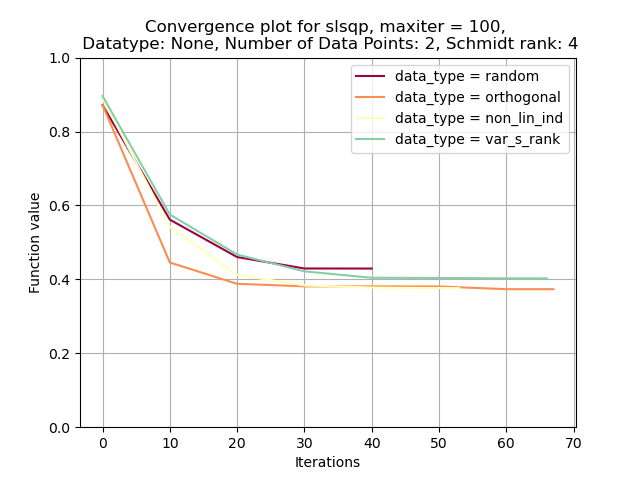 Convergence plot for slsqp, maxiter = 100,
Datatype: None, Number of Data Points: 2, Schmidt rank: 4
1.0
0.8
0.6
0.4
0.2
0.0
Function value
data_type = random
data_type = orthogonal
data_type = non_lin_ind
data_type = var_s_rank
0 10 20 30 40 50 60 70
Iterations